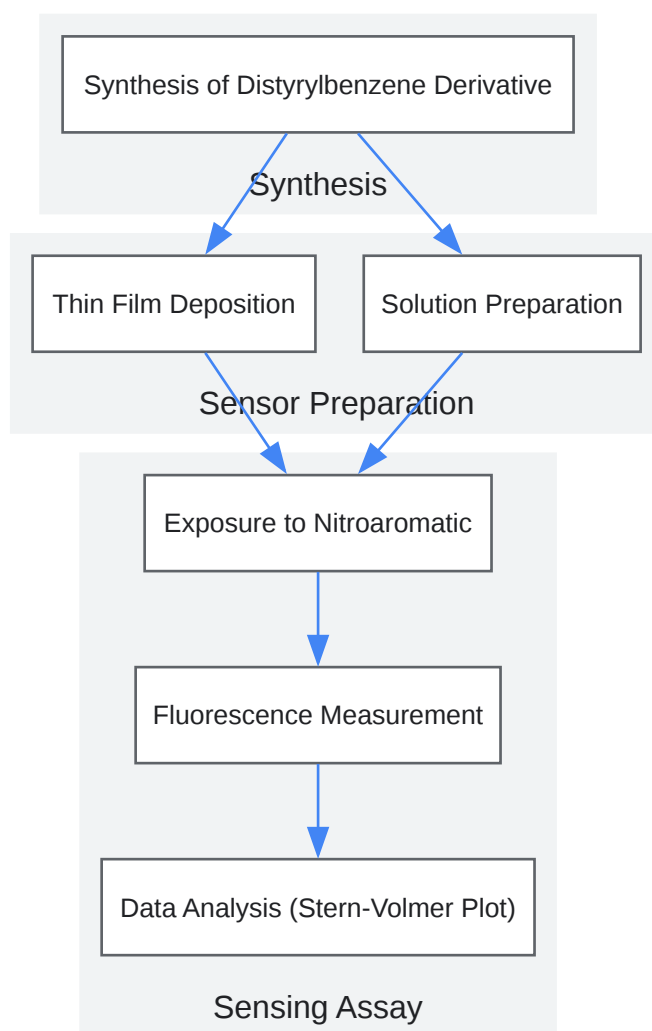 Synthesis of Distyrylbenzene Derivative
Synthesis
Thin Film Deposition
Solution Preparation
Sensor Preparation
Exposure to Nitroaromatic
Fluorescence Measurement
Data Analysis (Stern-Volmer Plot)
Sensing Assay